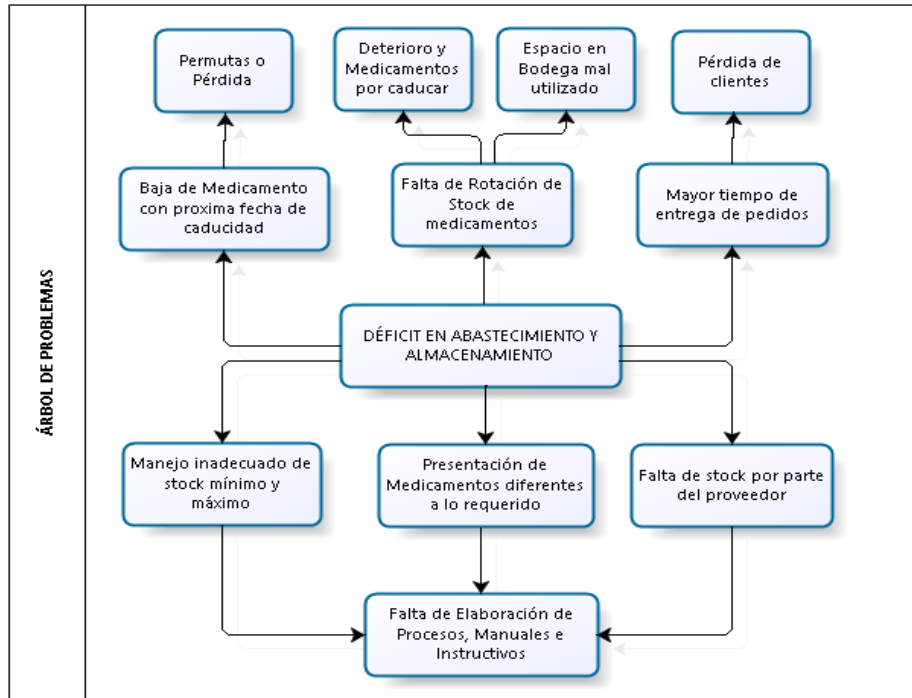 ÁRBOL DE PROBLEMAS
Permutas o
Pérdida
Deterioro y
Medicamentos
por caducar
Espacio en
Bodega mal
utilizado
Pérdida de
clientes
Baja de Medicamento
con proxima fecha de
caducidad
Falta de Rotación de
Stock de
medicamentos
Mayor tiempo de
entrega de pedidos
DÉFICIT EN ABASTECIMIENTO Y
ALMACENAMIENTO
Manejo inadecuado de
stock mínimo y
máximo
Presentación de
Medicamentos diferentes
a lo requerido
Falta de stock por parte
del proveedor
Falta de Elaboración de
Procesos, Manuales e
Instructivos